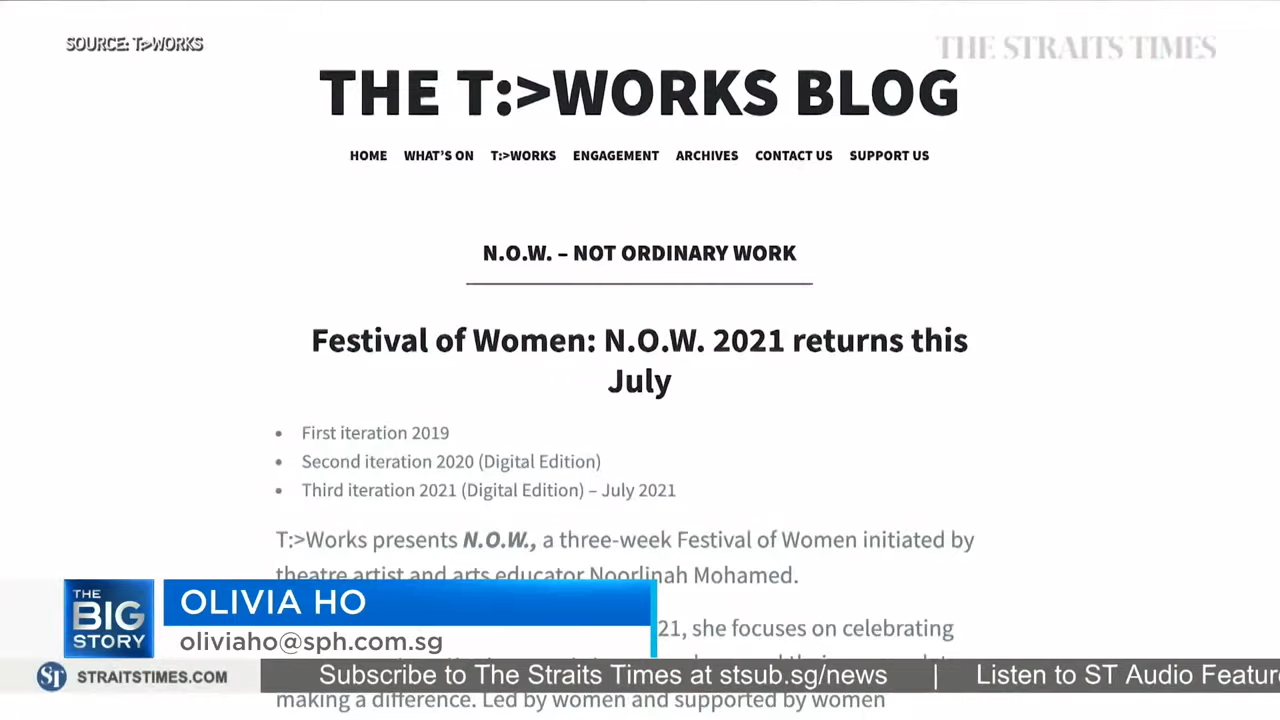 SOURCE: T:>WORKS
THE STRAITS TIMES
THE T:>WORKS BLOG
HOME WHAT'S ON T:>WORKS ENGAGEMENT ARCHIVES CONTACT US SUPPORT US
N.O.W. – NOT ORDINARY WORK
Festival of Women: N.O.W. 2021 returns this
July
• First iteration 2019
• Second iteration 2020 (Digital Edition)
• Third iteration 2021 (Digital Edition) – July 2021
T:>Works presents N.O.W., a three-week Festival of Women initiated by
theatre artist and arts educator Noorlinah Mohamed.
21, she focuses on celebrating
making a difference. Led by women and supported by women
THE
BIG
STORY
OLIVIA HO
oliviaho@sph.com.sg
ST STRAITSTIMES.COM
Subscribe to The Straits Times at stsub.sg/news | Listen to ST Audio Feature